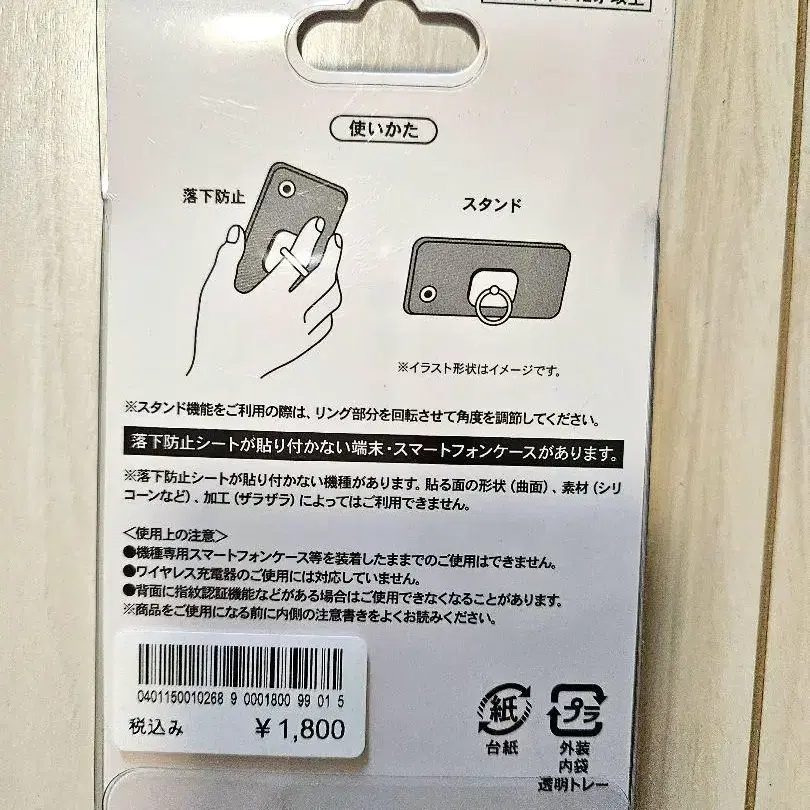 使いかた
落下防止
スタンド
※イラスト形状はイメージです。
※スタンド機能をご利用の際は、リング部分を回転させて角度を調節してください。
落下防止シートが貼り付かない端末・スマートフォンケースがあります。
※落下防止シートが貼り付かない機種があります。貼る面の形状(曲面)、素材(シリ
コーンなど)、加工(ザラザラ)によってはご利用できません。
<使用上の注意>
●機種専用スマートフォンケース等を装着したままでのご使用はできません。
●ワイヤレス充電器のご使用には対応していません。
●背面に指紋認証機能などがある場合はご使用できなくなることがあります。
※商品をご使用になる前に内側の注意書きをよくお読みください。
0401150010268 9 0001800 99 01 5
税込み ¥1,800
紙
台紙
プラ
外装
内袋
透明トレー